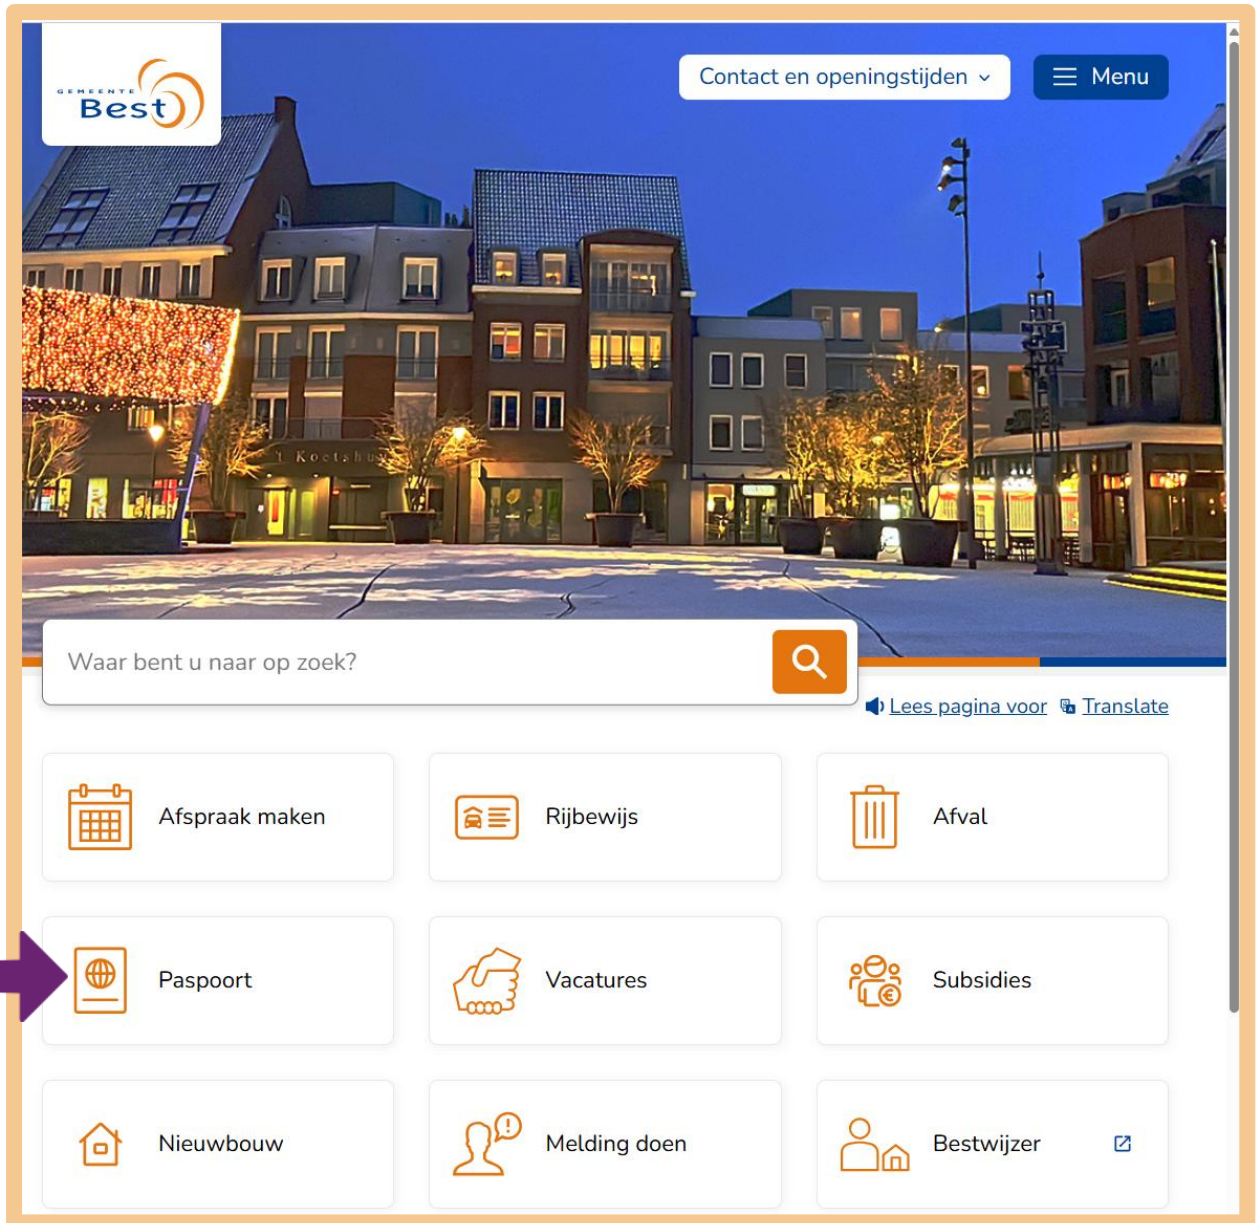 GEMEENTE
Best
Contact en openingstijden
Menu
't Koetshuys
Waar bent u naar op zoek?
Lees pagina voor
Translate
Afspraak maken
Rijbewijs
Afval
Paspoort
Vacatures
Subsidies
Nieuwbouw
Melding doen
Bestwijzer